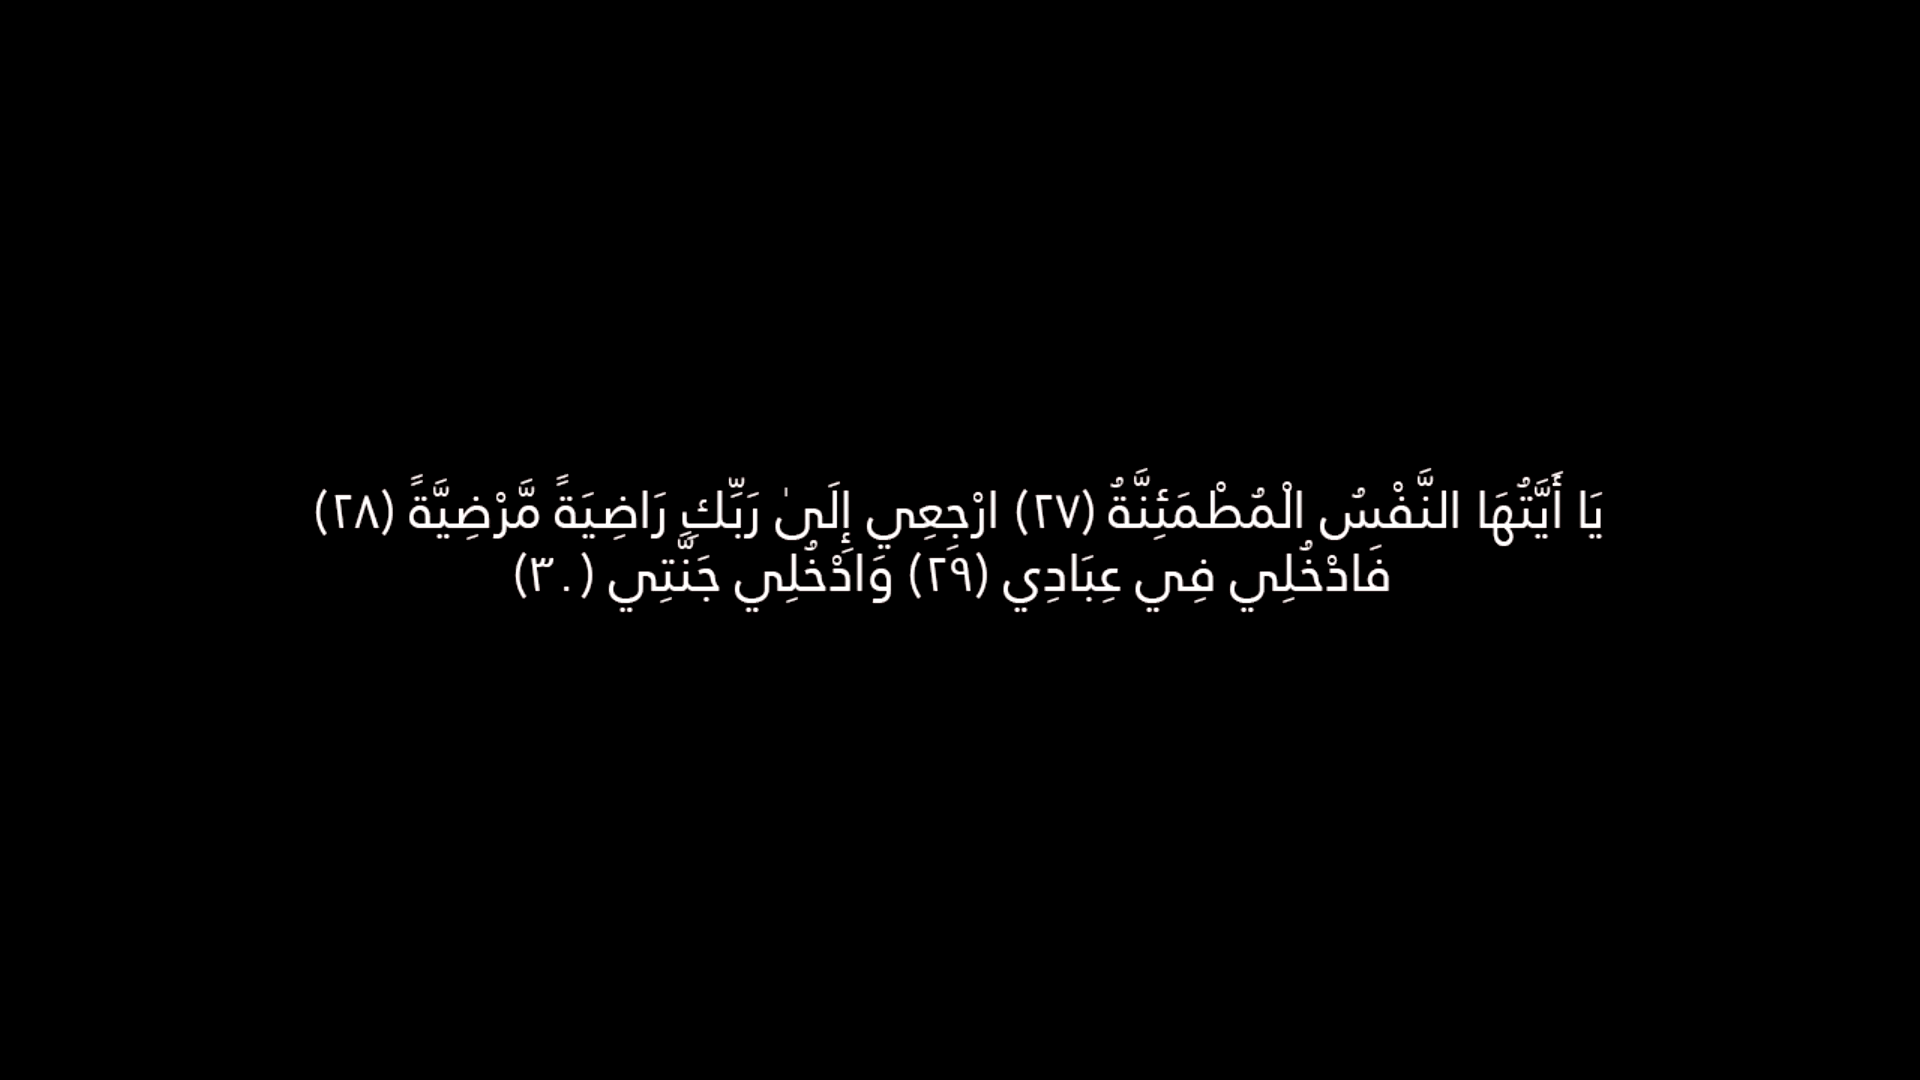 يَا أَيَّتُهَا النَّفْسُ الْمُطْمَئِنَّةُ (٢٧) ارْجِعِي إِلَىٰ رَبِّكِ رَاضِيَةً مَّرْضِيَّةً (٢٨)
فَادْخُلِي فِي عِبَادِي (٢٩) وَادْخُلِي جَنَّتِي (٣٠)